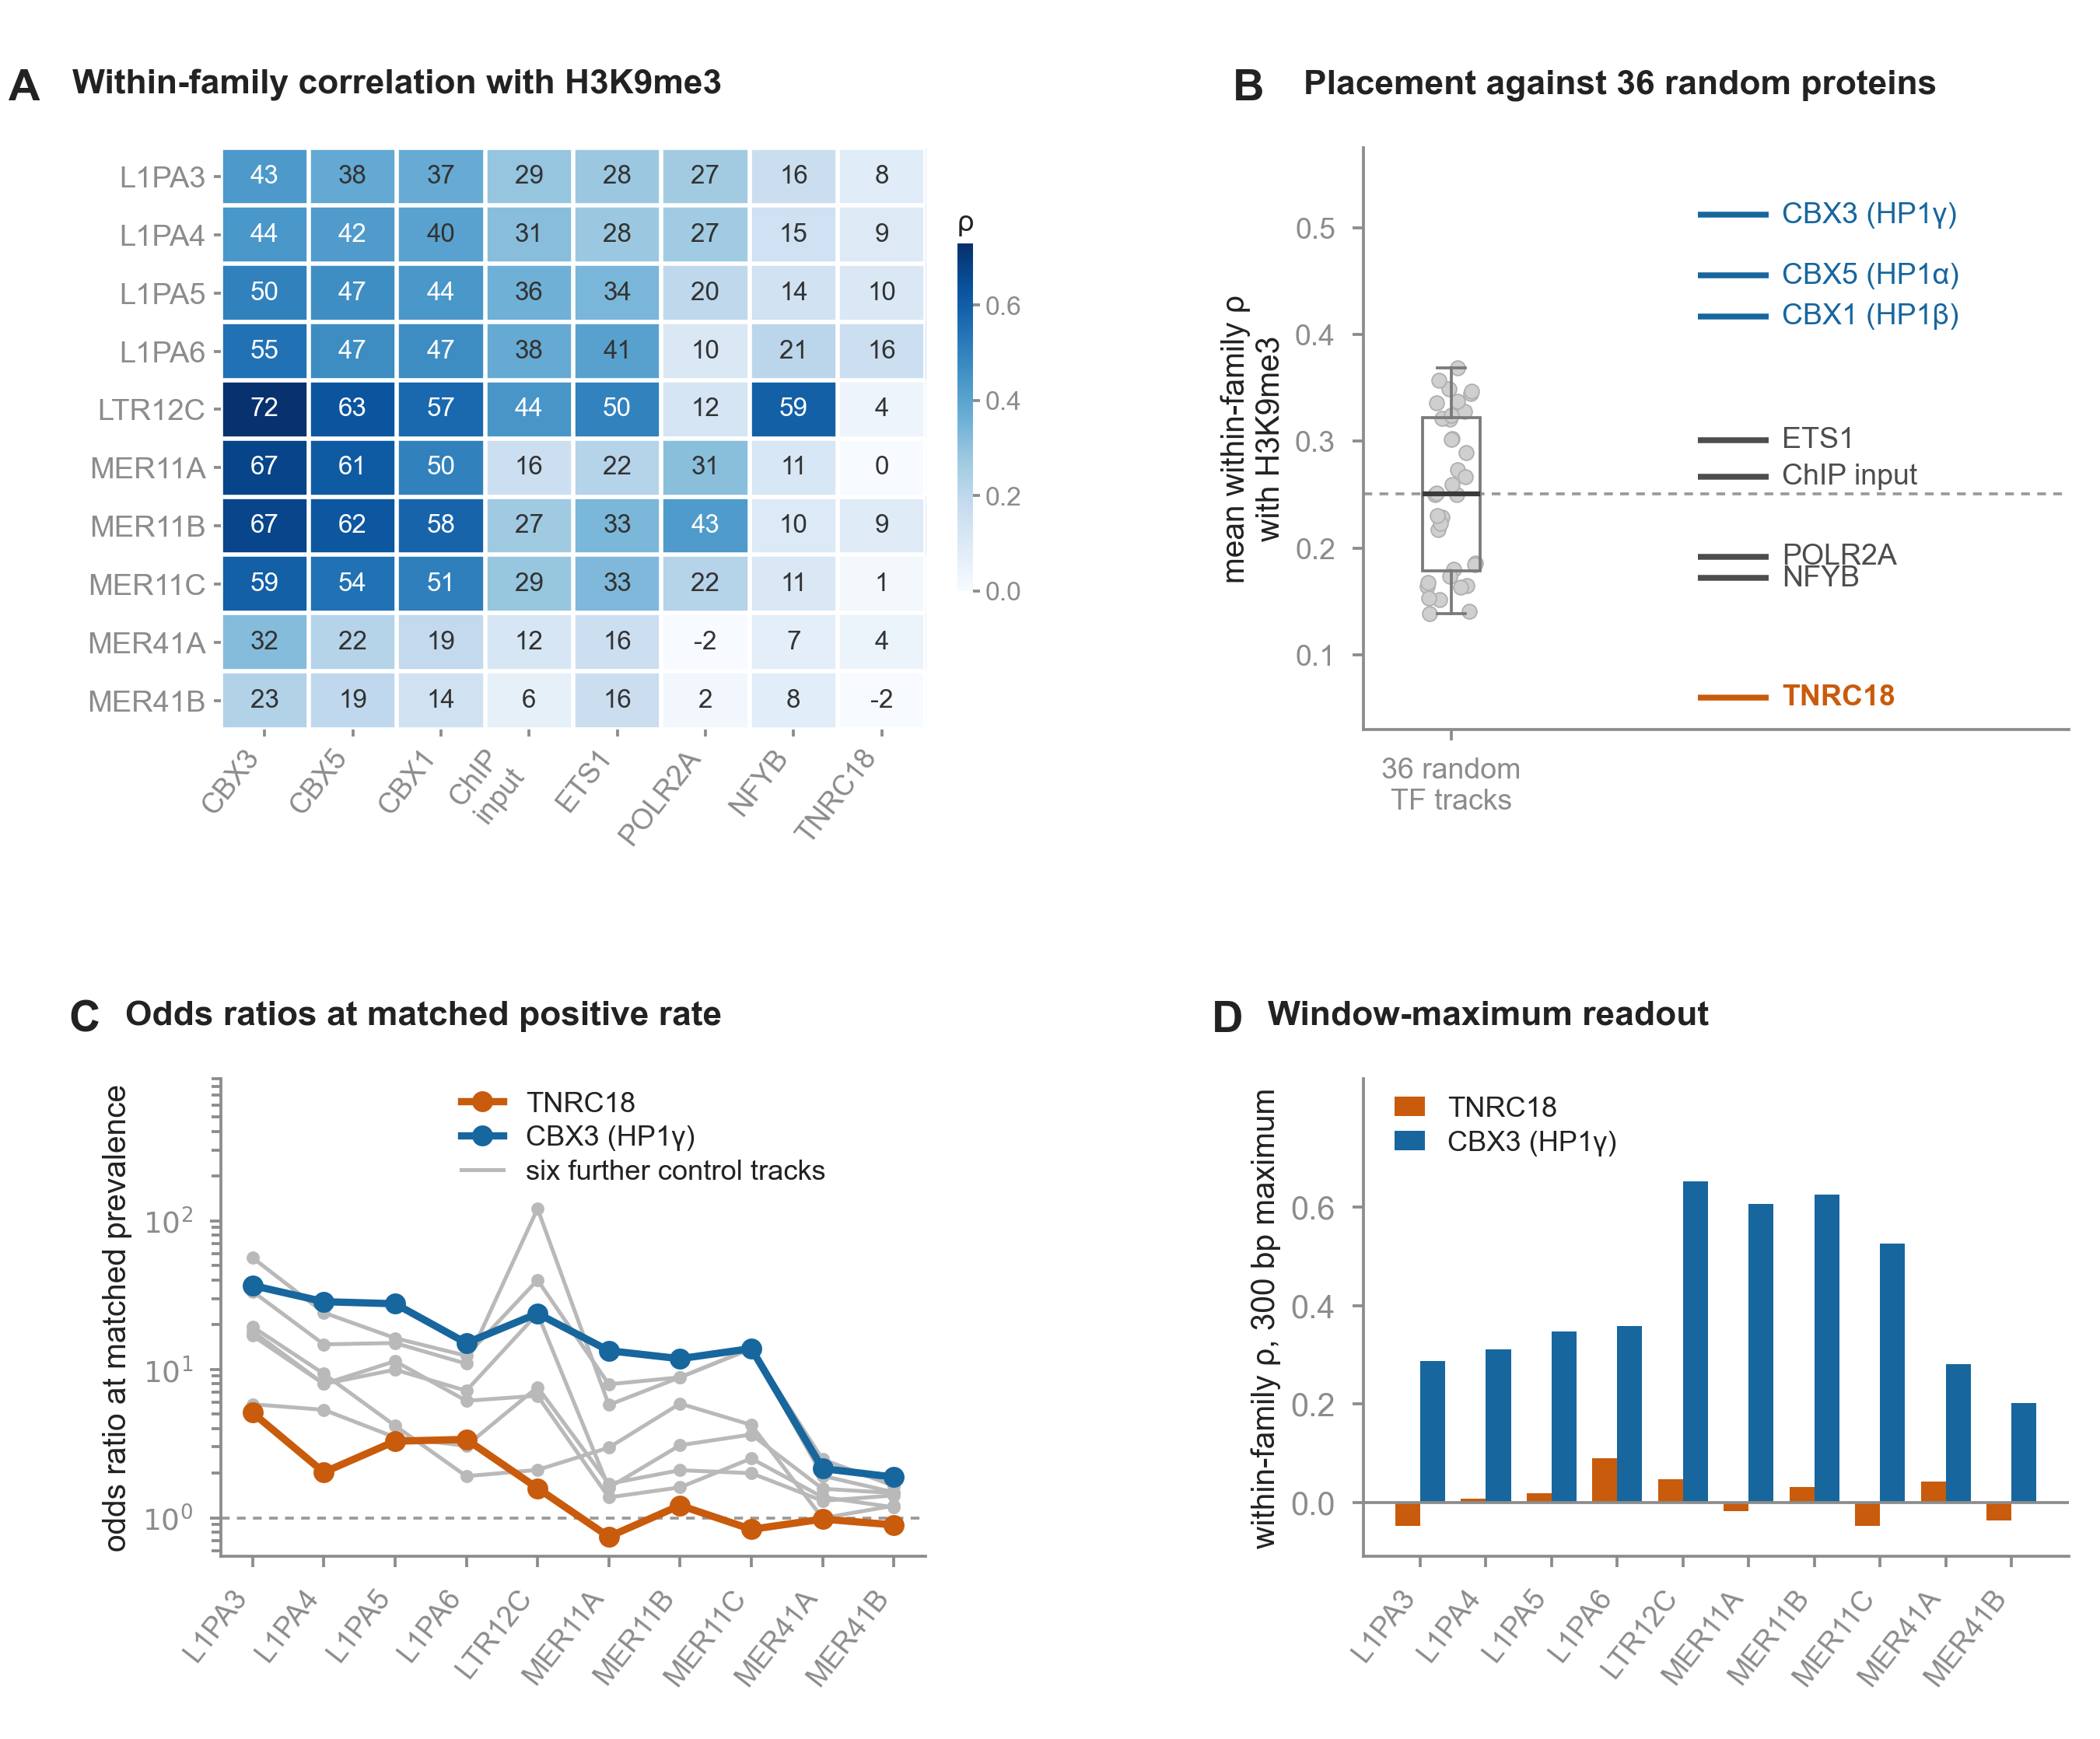 A Within-family correlation with H3K9me3
L1PA3 43 38 37 29 28 27 16 8
L1PA4 44 42 40 31 28 27 15 9
L1PA5 50 47 44 36 34 20 14 10
L1PA6 55 47 47 38 41 10 21 16
LTR12C 72 63 57 44 50 12 59 4
MER11A 67 61 50 16 22 31 11 0
MER11B 67 62 58 27 33 43 10 9
MER11C 59 54 51 29 33 22 11 1
MER41A 32 22 19 12 16 -2 7 4
MER41B 23 19 14 6 16 2 8 -2
CBX3 CBX5 CBX1 ChIP input ETS1 POLR2A NFYB TNRC18
ρ
0.6
0.4
0.2
0.0
B Placement against 36 random proteins
mean within-family ρ
with H3K9me3
0.5
0.4
0.3
0.2
0.1
CBX3 (HP1γ)
CBX5 (HP1α)
CBX1 (HP1β)
ETS1
ChIP input
POLR2A
NFYB
TNRC18
36 random
TF tracks
C Odds ratios at matched positive rate
odds ratio at matched prevalence
10²
10¹
10⁰
TNRC18
CBX3 (HP1γ)
six further control tracks
L1PA3 L1PA4 L1PA5 L1PA6 LTR12C MER11A MER11B MER11C MER41A MER41B
D Window-maximum readout
within-family ρ, 300 bp maximum
0.6
0.4
0.2
0.0
TNRC18
CBX3 (HP1γ)
L1PA3 L1PA4 L1PA5 L1PA6 LTR12C MER11A MER11B MER11C MER41A MER41B